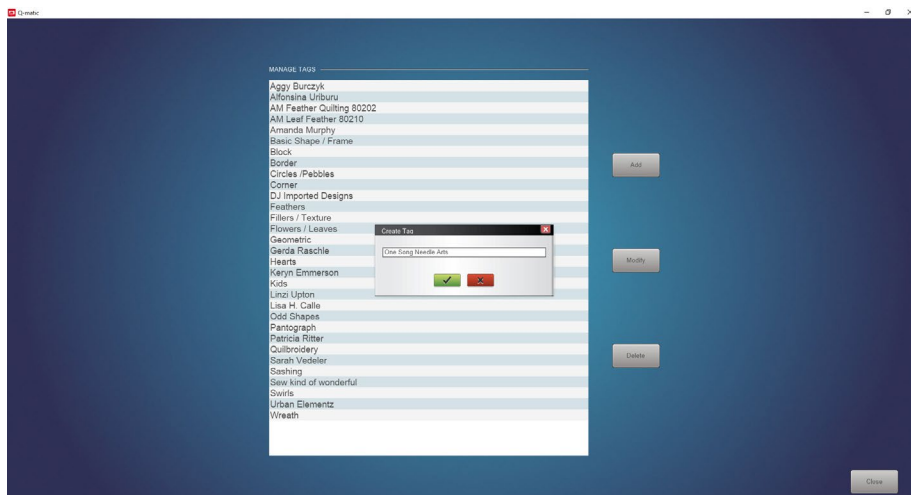 Q-matic
MANAGE TAGS
Aggy Burczyk
Alfonsina Uriburu
AM Feather Quilting 80202
AM Leaf Feather 80210
Amanda Murphy
Basic Shape / Frame
Block
Border
Circles /Pebbles
Corner
DJ Imported Designs
Feathers
Fillers / Texture
Flowers / Leaves
Geometric
Gerda Raschle
Hearts
Keryn Emmerson
Kids
Linzi Upton
Lisa H. Calle
Odd Shapes
Pantograph
Patricia Ritter
Quilbroidery
Sarah Vedeler
Sashing
Sew kind of wonderful
Swirls
Urban Elementz
Wreath
Create Tag
One Song Needle Arts
Add
Modify
Delete
Close